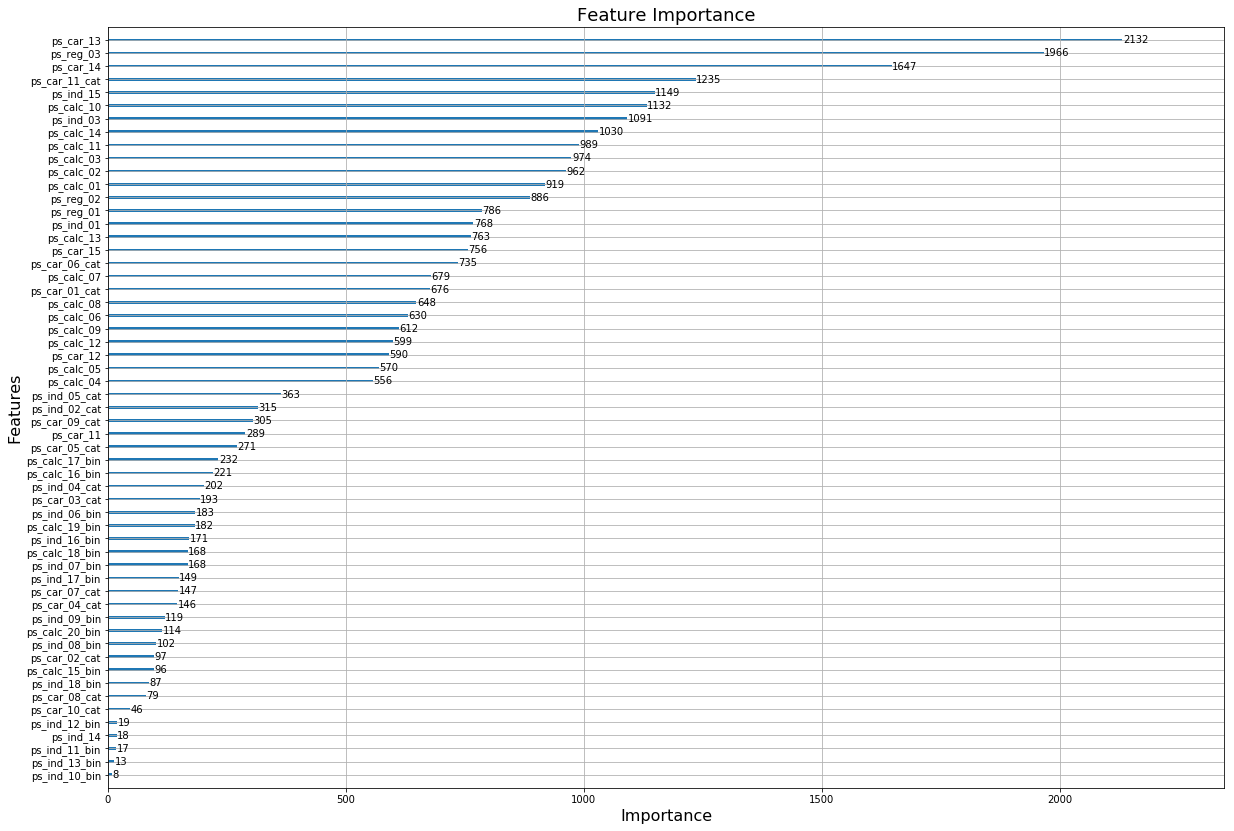 Feature Importance
ps_car_13 2132
ps_reg_03 1966
ps_car_14 1647
ps_car_11_cat 1235
ps_ind_15 1149
ps_calc_10 1132
ps_ind_03 1091
ps_calc_14 1030
ps_calc_11 989
ps_calc_03 974
ps_calc_02 962
ps_calc_01 919
ps_reg_02 886
ps_reg_01 786
ps_ind_01 768
ps_calc_13 763
ps_car_15 756
ps_car_06_cat 735
ps_calc_07 679
ps_car_01_cat 676
ps_calc_08 648
ps_calc_06 630
ps_calc_09 612
ps_calc_12 599
ps_car_12 590
ps_calc_05 570
ps_calc_04 556
ps_ind_05_cat 363
ps_ind_02_cat 315
ps_car_09_cat 305
ps_car_11 289
ps_car_05_cat 271
ps_calc_17_bin 232
ps_calc_16_bin 221
ps_ind_04_cat 202
ps_car_03_cat 193
ps_ind_06_bin 183
ps_calc_19_bin 182
ps_ind_16_bin 171
ps_calc_18_bin 168
ps_ind_07_bin 168
ps_ind_17_bin 149
ps_car_07_cat 147
ps_car_04_cat 146
ps_ind_09_bin 119
ps_calc_20_bin 114
ps_ind_08_bin 102
ps_car_02_cat 97
ps_calc_15_bin 96
ps_ind_18_bin 87
ps_car_08_cat 79
ps_car_10_cat 46
ps_ind_12_bin 19
ps_ind_14 18
ps_ind_11_bin 17
ps_ind_13_bin 13
ps_ind_10_bin 8
Features
0 500 1000 1500 2000
Importance